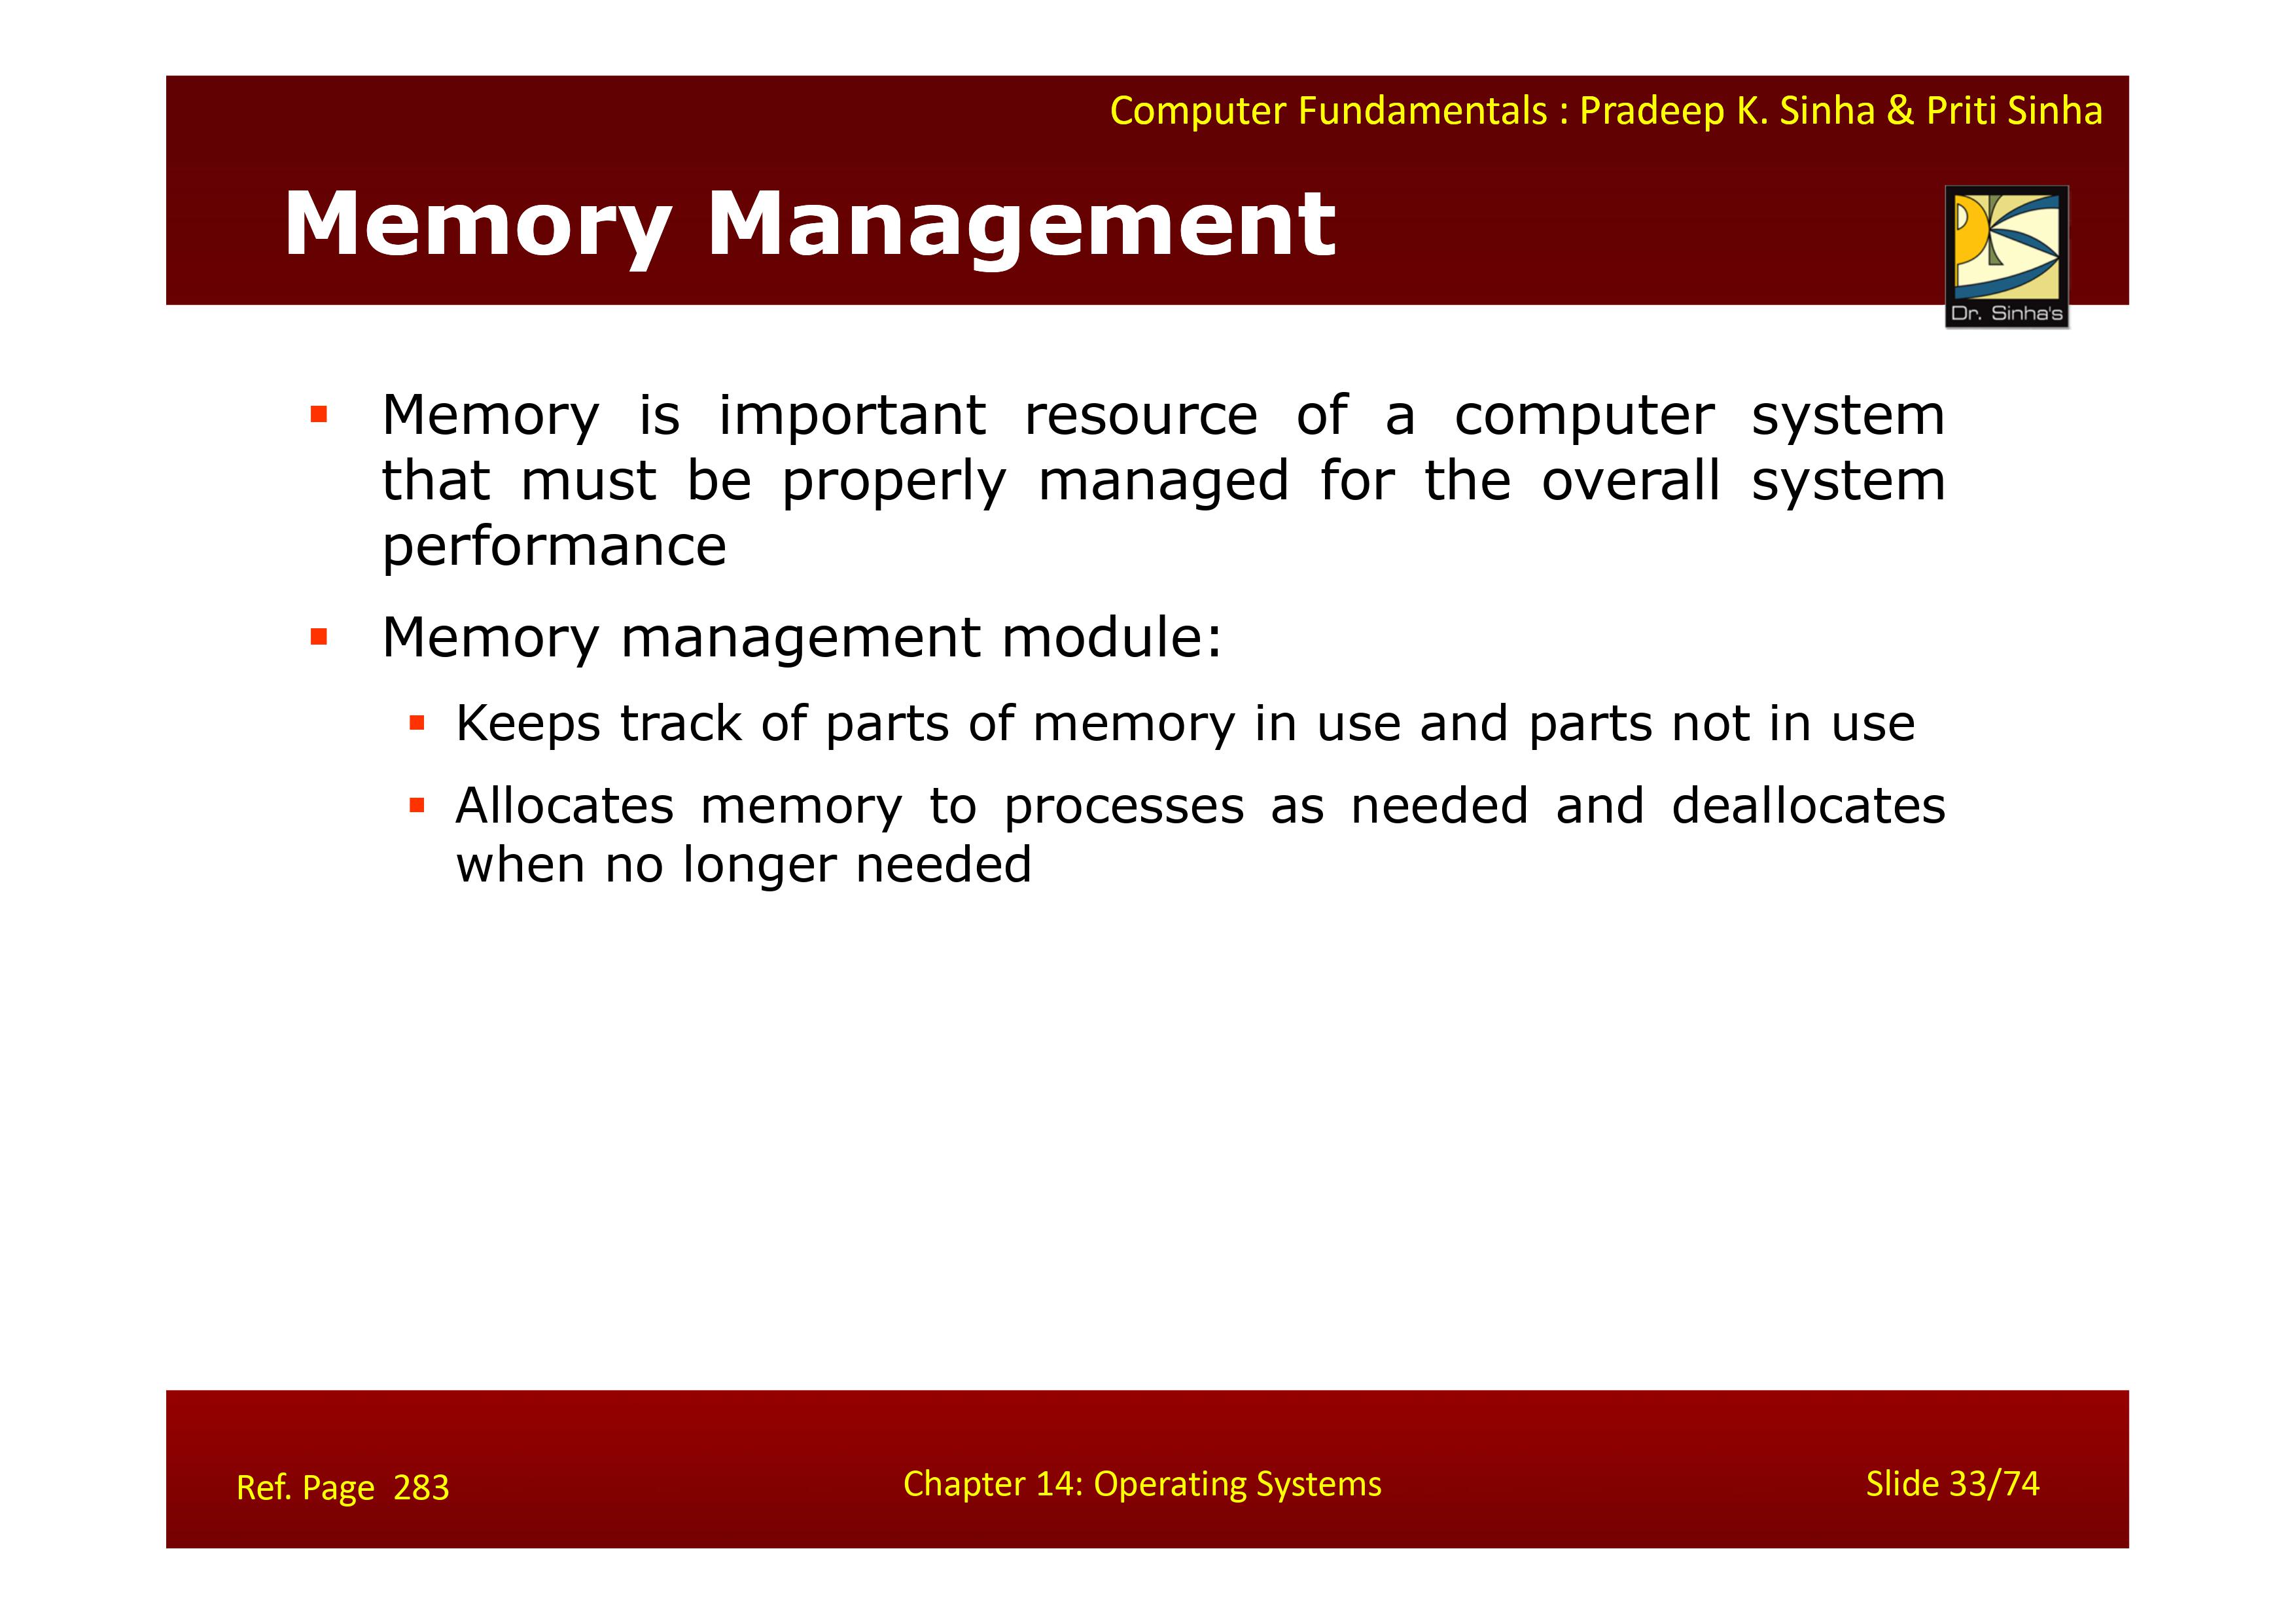 Computer Fundamentals : Pradeep K. Sinha & Priti Sinha
Memory Management
Dr. Sinha's
Memory is important resource of a computer system
that must be properly managed for the overall system
performance
Memory management module:
Keeps track of parts of memory in use and parts not in use
Allocates memory to processes as needed and deallocates
when no longer needed
Ref. Page 283
Chapter 14: Operating Systems
Slide 33/74